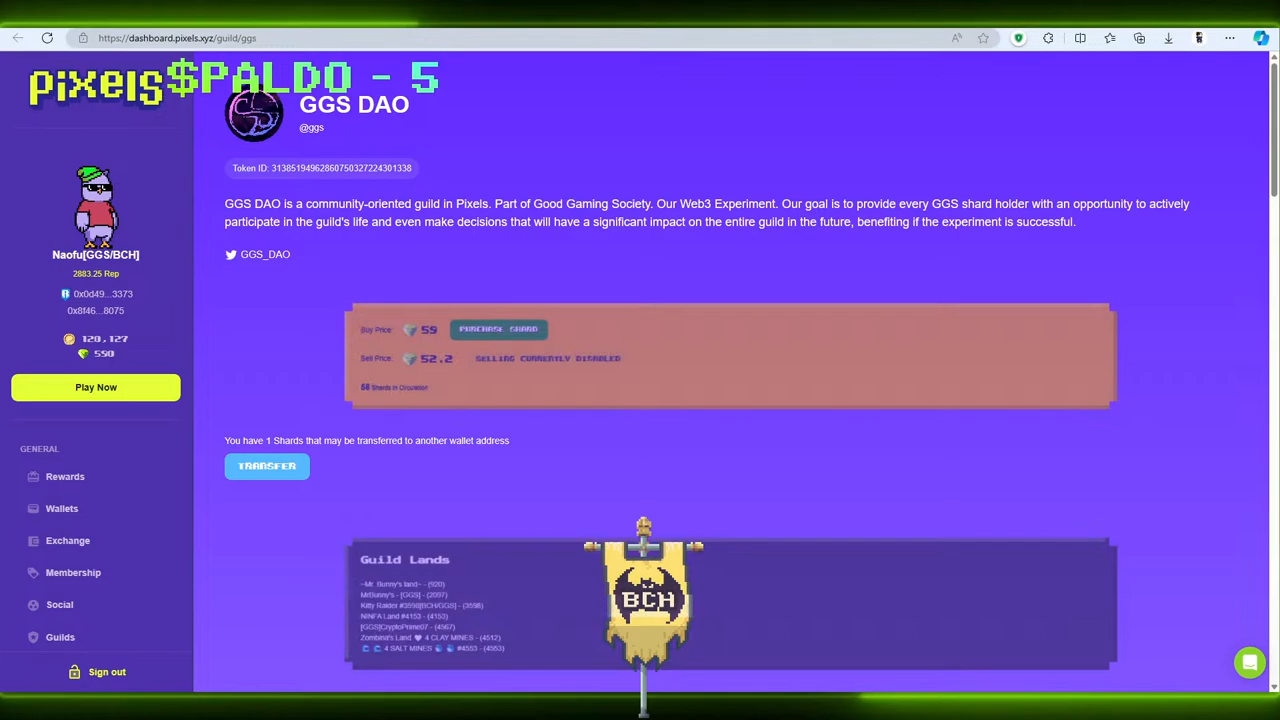 https://dashboard.pixels.xyz/guild/ggs
pixels
$PALDO - 5
GGS DAO
@ggs
Token ID: 31385194962860750327224301338
GGS DAO is a community-oriented guild in Pixels. Part of Good Gaming Society. Our Web3 Experiment. Our goal is to provide every GGS shard holder with an opportunity to actively
participate in the guild's life and even make decisions that will have a significant impact on the entire guild in the future, benefiting if the experiment is successful.
GGS_DAO
Naofu[GGS/BCH]
2883.25 Rep
0x0d49...3373
0x8f46...8075
120,127
590
Play Now
GENERAL
Rewards
Wallets
Exchange
Membership
Social
Guilds
Sign out
Buy Price: 59 PURCHASE SHARD
Sell Price: 52.2 SELLING CURRENTLY DISABLED
58 Shards in Circulation
You have 1 Shards that may be transferred to another wallet address
TRANSFER
Guild Lands
~Mr. Bunny's land~ - (920)
MrBunny's - [GGS] - (2097)
Kitty Raider #3598[BCH/GGS] - (3598)
NINFA Land #4153 - (4153)
[GGS]CryptoPrime07 - (4567)
Zombina's Land 🤍 4 CLAY MINES - (4512)
4 SALT MINES #4553 - (4553)
BCH